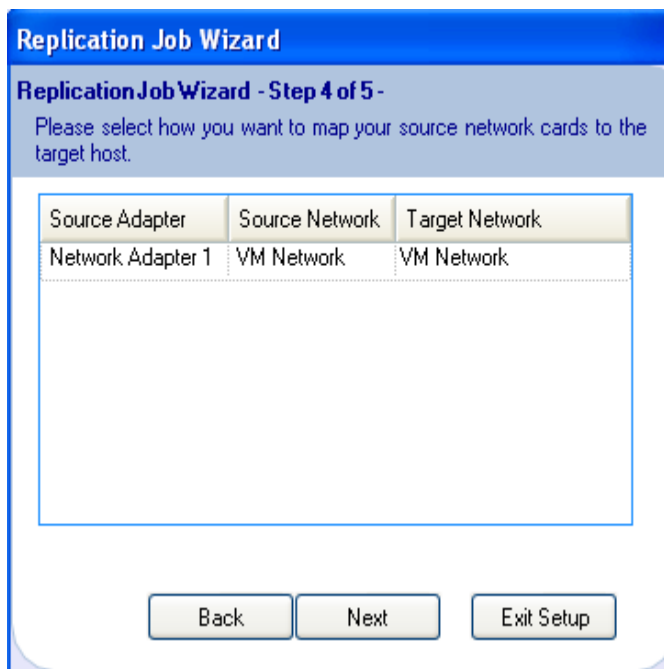 Replication Job Wizard
Replication Job Wizard - Step 4 of 5 -
Please select how you want to map your source network cards to the
target host.
Source Adapter Source Network Target Network
Network Adapter 1 VM Network VM Network
Back Next Exit Setup